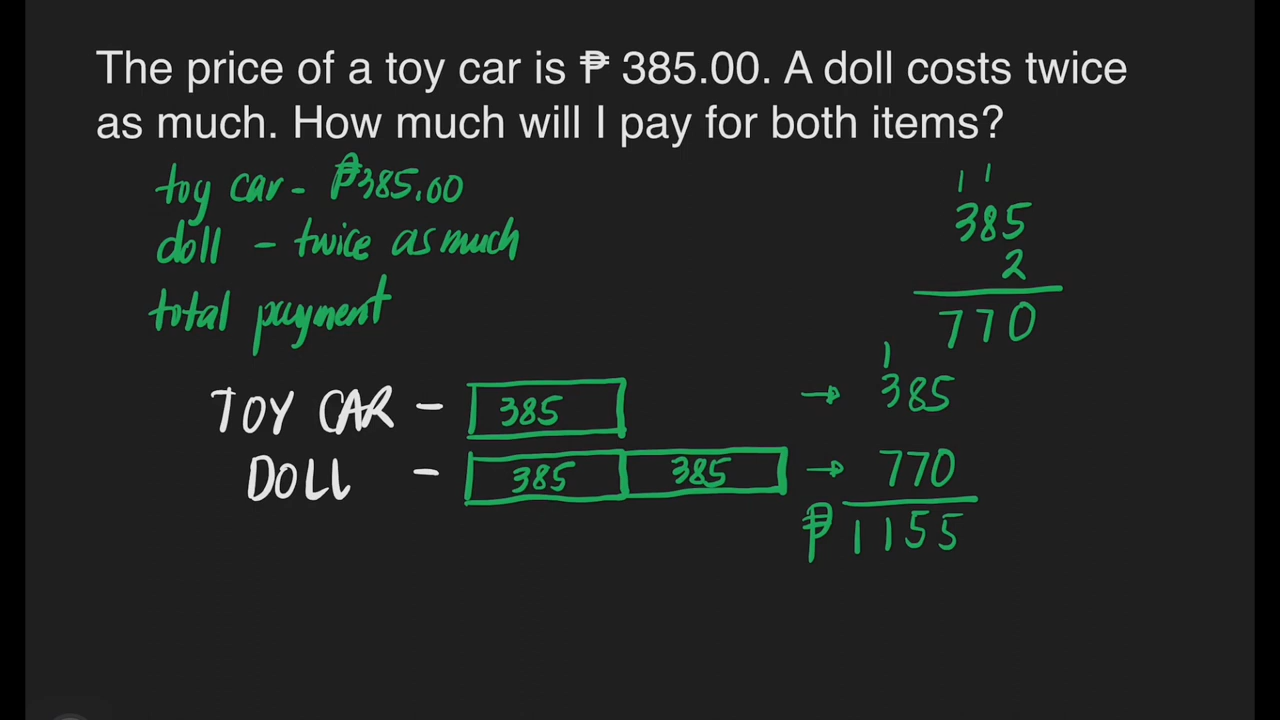 The price of a toy car is ₱ 385.00. A doll costs twice
as much. How much will I pay for both items?
toy car - ₱385.00
doll - twice as much
total payment
1 1
385
2
770
TOY CAR - 385 → 385
1
DOLL - 385 385 → 770
₱1155